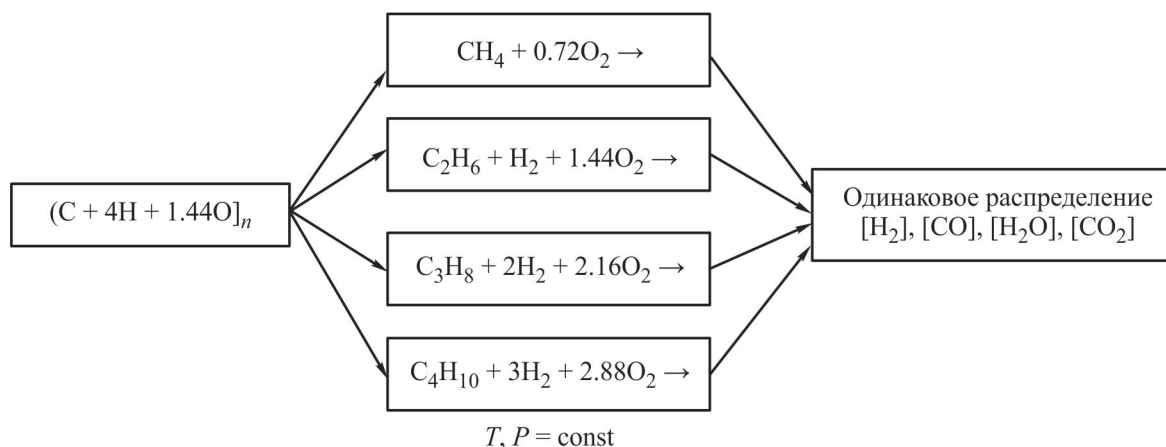 (C + 4H + 1.44O]ₙ
CH₄ + 0.72O₂ →
C₂H₆ + H₂ + 1.44O₂ →
C₃H₈ + 2H₂ + 2.16O₂ →
C₄H₁₀ + 3H₂ + 2.88O₂ →
Одинаковое распределение
[H₂], [CO], [H₂O], [CO₂]
T, P = const